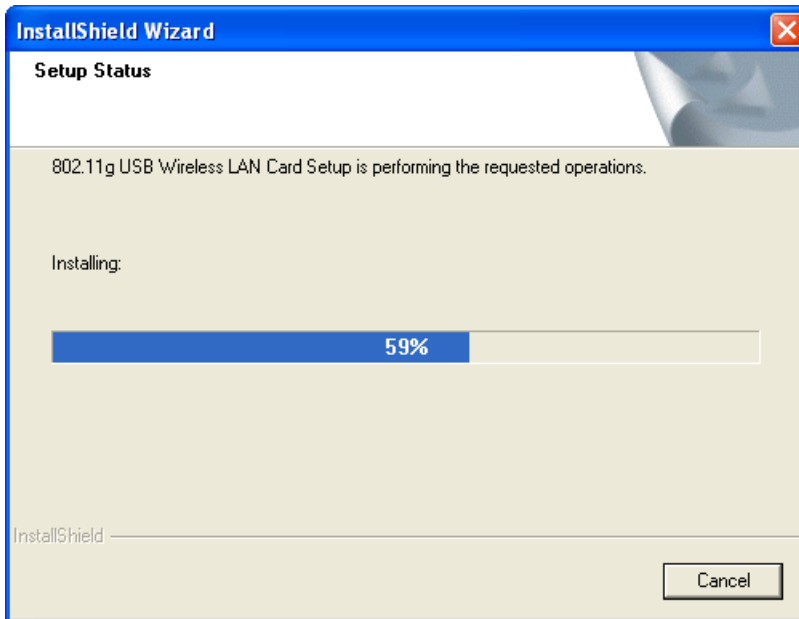 InstallShield Wizard
Setup Status
802.11g USB Wireless LAN Card Setup is performing the requested operations.
Installing:
59%
InstallShield
Cancel